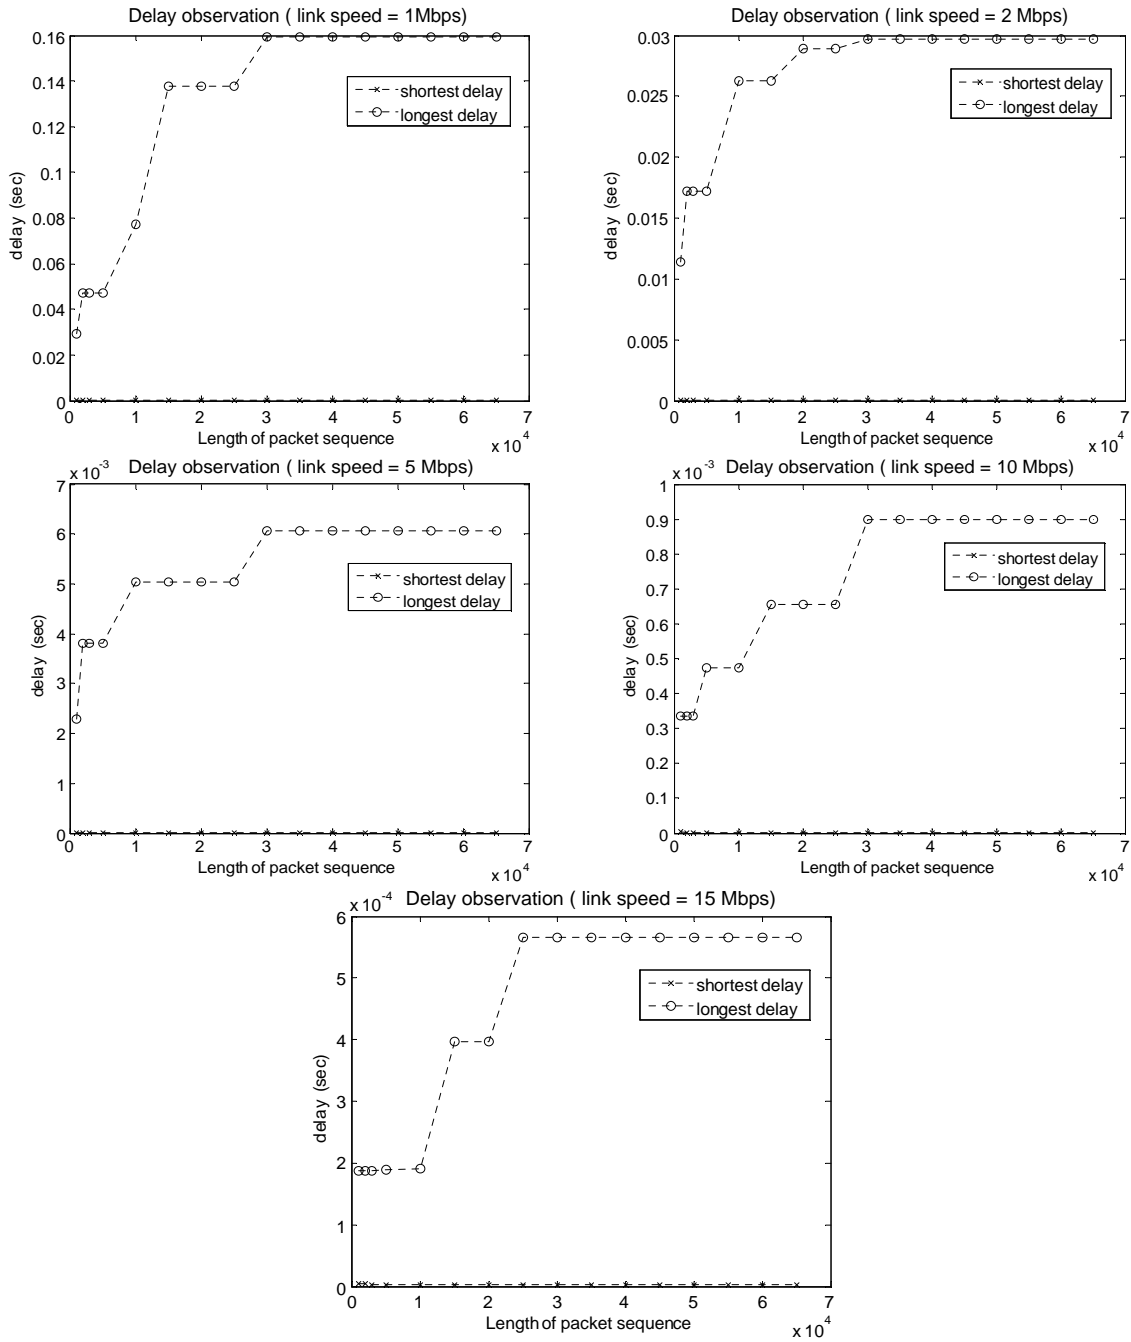 Delay observation ( link speed = 1Mbps)
0.16
0.14
0.12
0.1
0.08
0.06
0.04
0.02
0
delay (sec)
shortest delay
longest delay
0 1 2 3 4 5 6 7
Length of packet sequence
x 10^4
Delay observation ( link speed = 2 Mbps)
0.03
0.025
0.02
0.015
0.01
0.005
0
delay (sec)
shortest delay
longest delay
0 1 2 3 4 5 6 7
Length of packet sequence
x 10^4
Delay observation ( link speed = 5 Mbps)
x 10^-3
7
6
5
4
3
2
1
0
delay (sec)
shortest delay
longest delay
0 1 2 3 4 5 6 7
Length of packet sequence
x 10^4
Delay observation ( link speed = 10 Mbps)
x 10^-3
1
0.9
0.8
0.7
0.6
0.5
0.4
0.3
0.2
0.1
0
delay (sec)
shortest delay
longest delay
0 1 2 3 4 5 6 7
Length of packet sequence
x 10^4
Delay observation ( link speed = 15 Mbps)
x 10^-4
6
5
4
3
2
1
0
delay (sec)
shortest delay
longest delay
0 1 2 3 4 5 6 7
Length of packet sequence
x 10^4